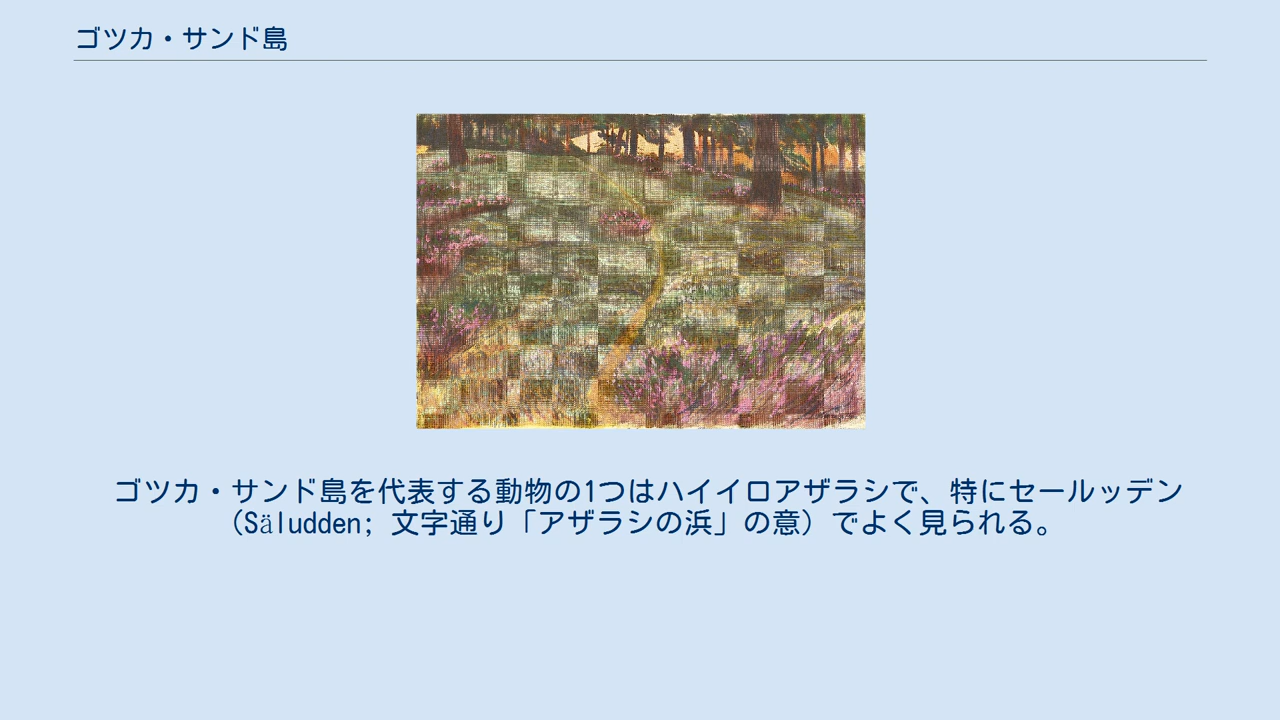 ゴツカ・サンド島
ゴツカ・サンド島を代表する動物の1つはハイイロアザラシで、特にセールッデン
（Säludden; 文字通り「アザラシの浜」の意）でよく見られる。